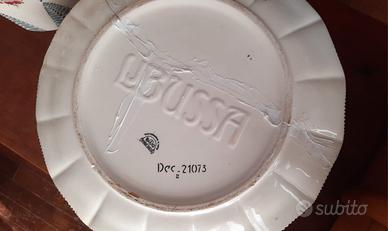 LIBUSSA
Dec. 21073
subito